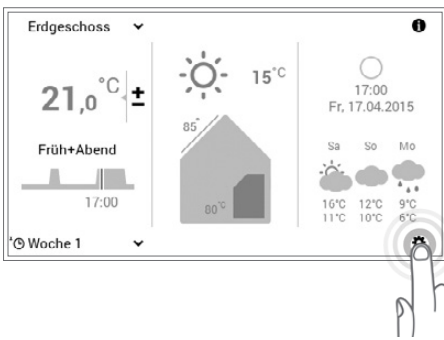 Erdgeschoss
21,0 °C ±
Früh+Abend
17:00
Woche 1
15°C
85°
80°C
17:00
Fr, 17.04.2015
Sa So Mo
16°C 12°C 9°C
11°C 10°C 6°C